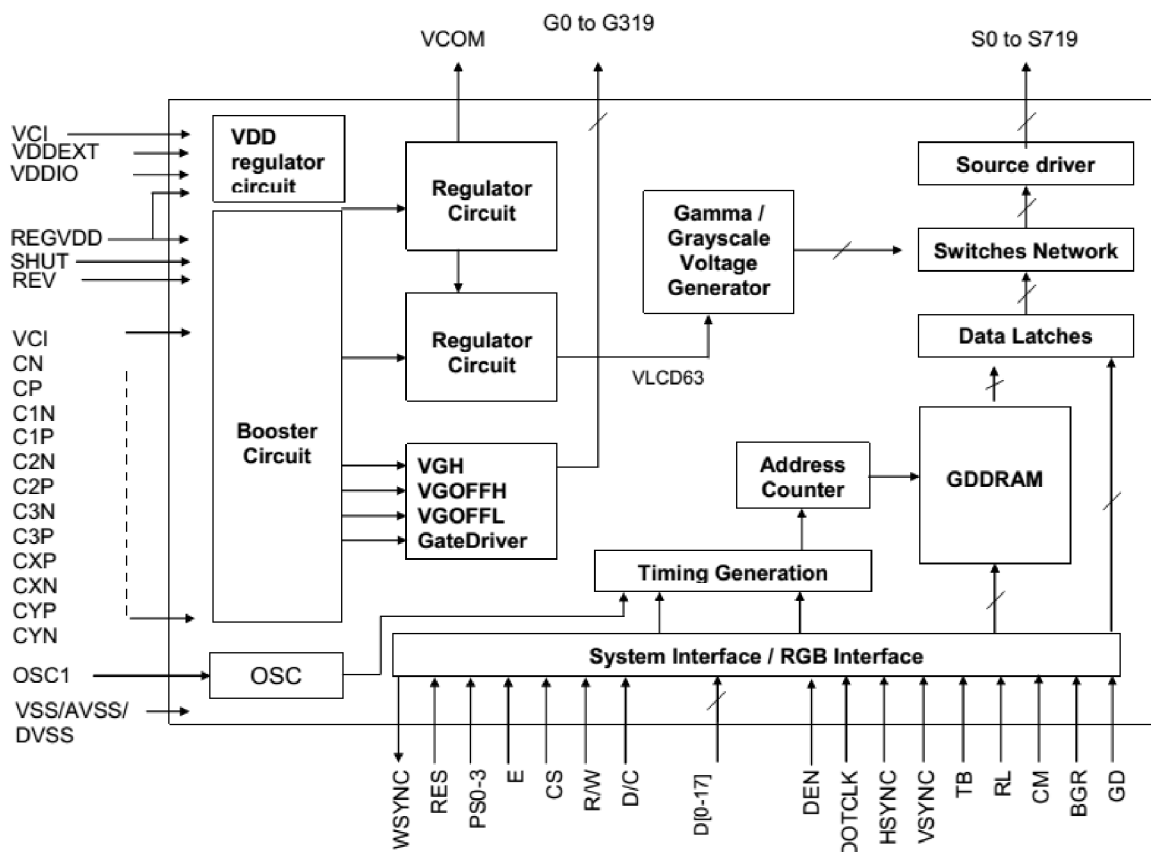 G0 to G319
VCOM
S0 to S719
VCI
VDDEXT
VDDIO
REGVDD
SHUT
REV
VDD
regulator
circuit
Regulator
Circuit
Gamma /
Grayscale
Voltage
Generator
Source driver
Switches Network
Data Latches
VCI
CN
CP
C1N
C1P
C2N
C2P
C3N
C3P
CXP
CXN
CYP
CYN
Booster
Circuit
Regulator
Circuit
VLCD63
VGH
VGOFFH
VGOFFL
GateDriver
Address
Counter
GDDRAM
Timing Generation
System Interface / RGB Interface
OSC1
OSC
VSS/AVSS/
DVSS
WSYNC
RES
PS0-3
E
CS
R/W
D/C
D[0-17]
DEN
DOTCLK
HSYNC
VSYNC
TB
RL
CM
BGR
GD